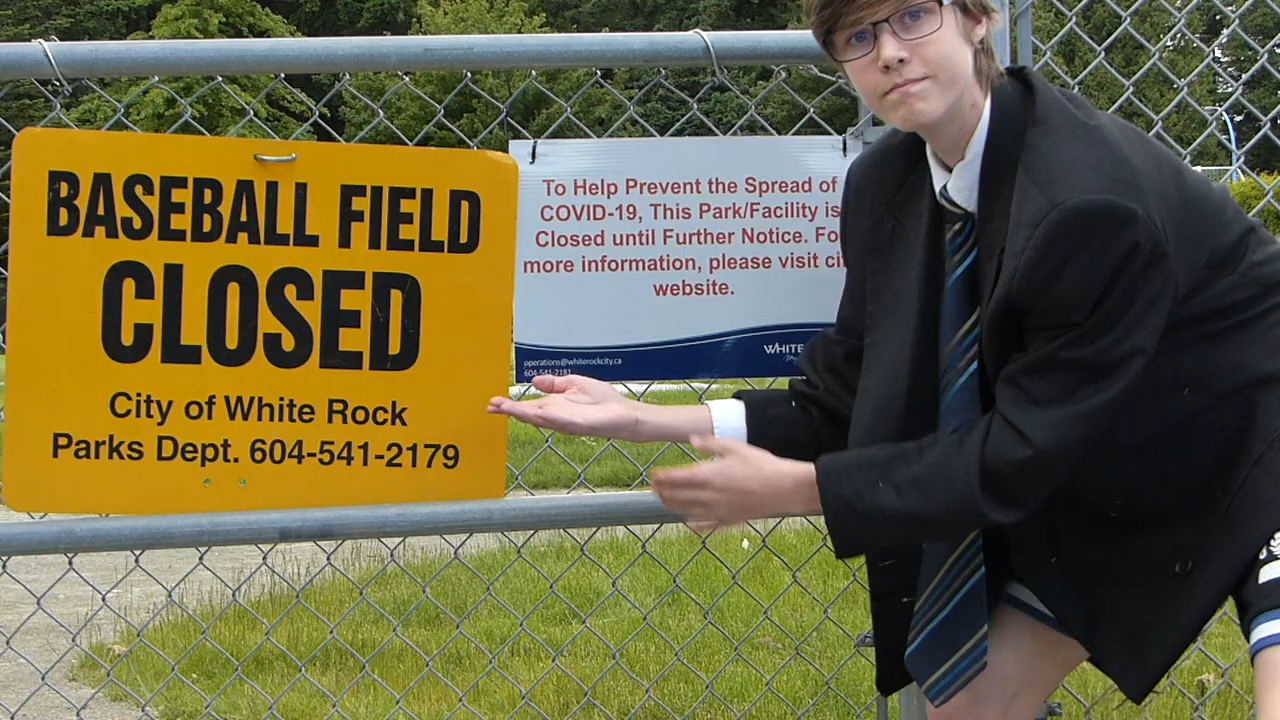 BASEBALL FIELD
CLOSED
City of White Rock
Parks Dept. 604-541-2179
To Help Prevent the Spread of
COVID-19, This Park/Facility is
Closed until Further Notice. Fo
more information, please visit ci
website.
operations@whiterockcity.ca
604-541-2181
WHITE
My